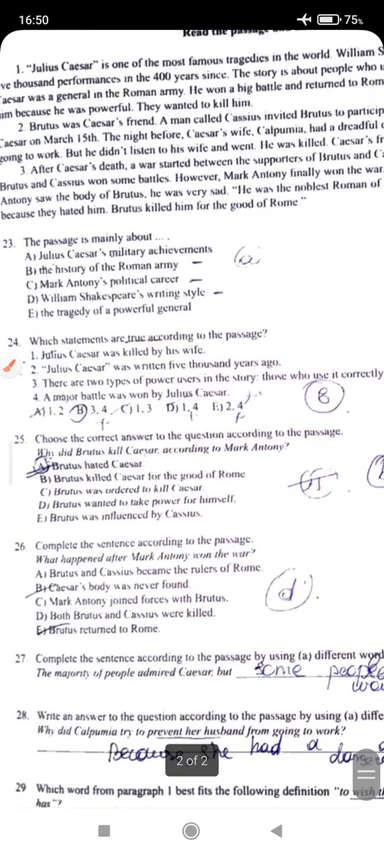 16:50
75%
Read the passage
1. "Julius Caesar" is one of the most famous tragedies in the world. William S
ve thousand performances in the 400 years since. The story is about people who u
aesar was a general in the Roman army. He won a big battle and returned to Rom
im because he was powerful. They wanted to kill him.
2. Brutus was Caesar's friend. A man called Cassius invited Brutus to particip
Caesar on March 15th. The night before, Caesar's wife, Calpurnia, had a dreadful
going to work. But he didn't listen to his wife and went. He was killed. Caesar's fr
3. After Caesar's death, a war started between the supporters of Brutus and C
Brutus and Cassius won some battles. However, Mark Antony finally won the war.
Antony saw the body of Brutus, he was very sad. "He was the noblest Roman of
because they hated him. Brutus killed him for the good of Rome."
23. The passage is mainly about ... .
A) Julius Caesar's military achievements
B) the history of the Roman army
C) Mark Antony's political career
D) William Shakespeare's writing style
E) the tragedy of a powerful general
24. Which statements are true according to the passage?
1. Julius Caesar was killed by his wife.
2. "Julius Caesar" was written five thousand years ago.
3. There are two types of power users in the story: those who use it correctly
4. A major battle was won by Julius Caesar.
A) 1, 2 B) 3, 4 C) 1, 3 D) 1, 4 E) 2, 4
8
25. Choose the correct answer to the question according to the passage.
Why did Brutus kill Caesar, according to Mark Antony?
A) Brutus hated Caesar
B) Brutus killed Caesar for the good of Rome
C) Brutus was ordered to kill Caesar
D) Brutus wanted to take power for himself.
E) Brutus was influenced by Cassius.
26. Complete the sentence according to the passage.
What happened after Mark Antony won the war?
A) Brutus and Cassius became the rulers of Rome.
B) Caesar's body was never found.
C) Mark Antony joined forces with Brutus.
D) Both Brutus and Cassius were killed.
E) Brutus returned to Rome.
d
27 Complete the sentence according to the passage by using (a) different word
The majority of people admired Caesar, but some people
28. Write an answer to the question according to the passage by using (a) diffe
Why did Calpurnia try to prevent her husband from going to work?
Because she had a
2 of 2
29 Which word from paragraph 1 best fits the following definition "to wish th
has"?